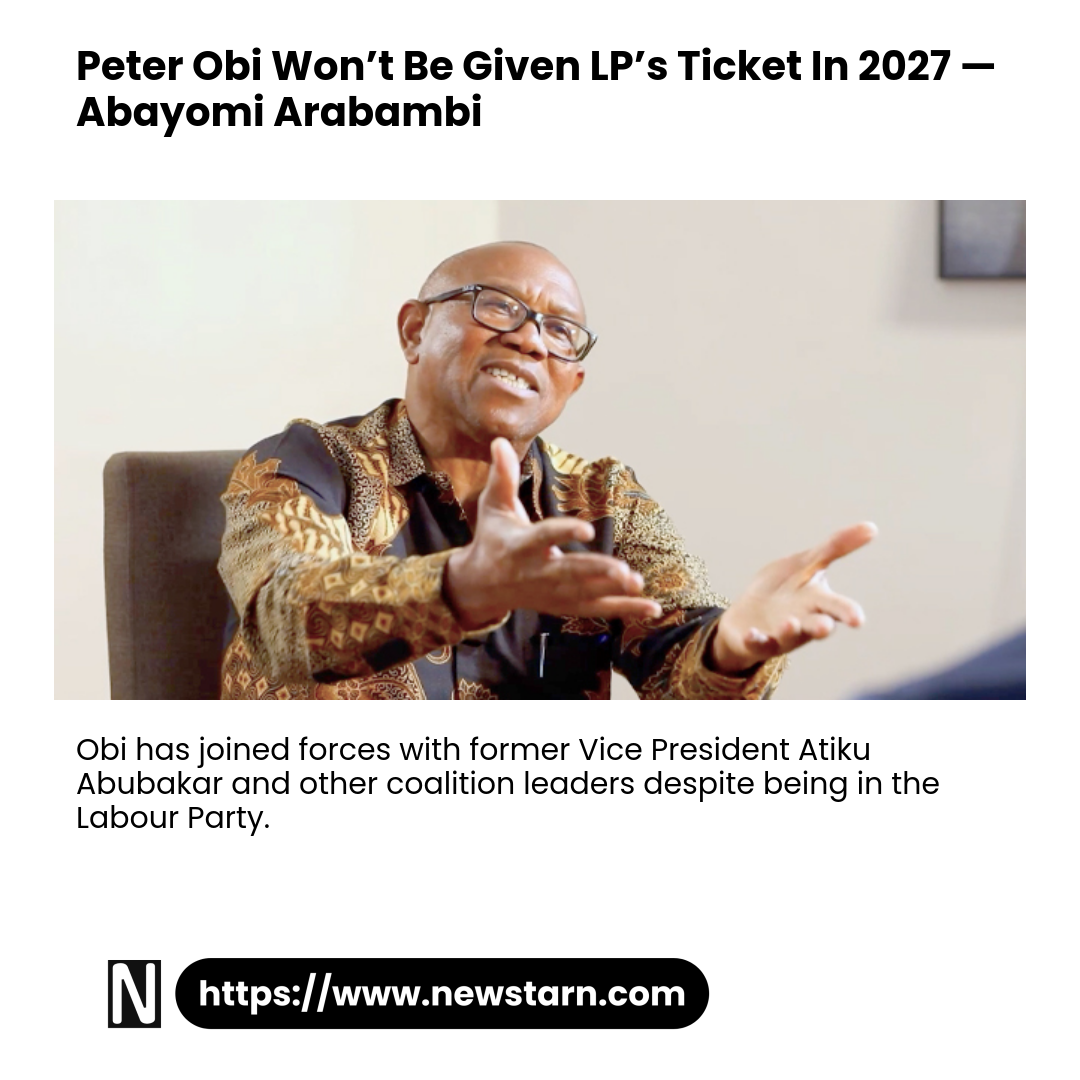 Peter Obi Won’t Be Given LP’s Ticket In 2027 —
Abayomi Arabambi
Obi has joined forces with former Vice President Atiku
Abubakar and other coalition leaders despite being in the
Labour Party.
N
https://www.newstarn.com